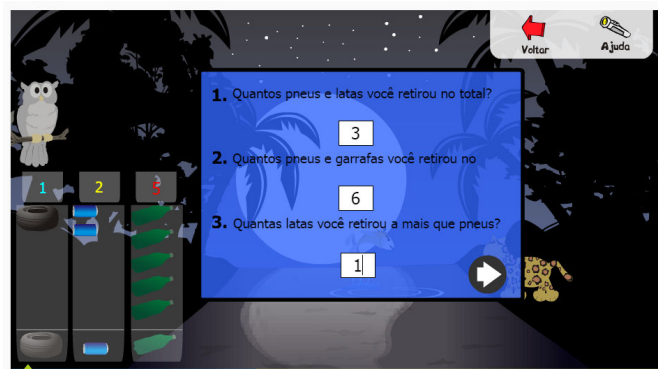 Voltar
Ajuda
1. Quantos pneus e latas você retirou no total?
3
2. Quantos pneus e garrafas você retirou no
6
3. Quantas latas você retirou a mais que pneus?
1
1 2 5